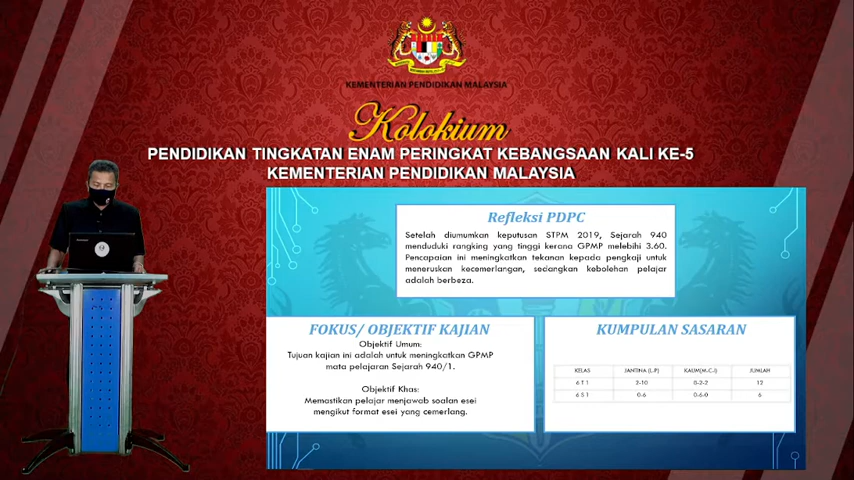 KEMENTERIAN PENDIDIKAN MALAYSIA
Kolokium
PENDIDIKAN TINGKATAN ENAM PERINGKAT KEBANGSAAN KALI KE-5
KEMENTERIAN PENDIDIKAN MALAYSIA
Refleksi PDPC
Setelah diumumkan keputusan STPM 2019, Sejarah 940
menduduki rangking yang tinggi kerana GPMP melebihi 3.60.
Pencapaian ini meningkatkan tekanan kepada pengkaji untuk
meneruskan kecemerlangan, sedangkan kebolehan pelajar
adalah berbeza.
FOKUS/ OBJEKTIF KAJIAN
Objektif Umum:
Tujuan kajian ini adalah untuk meningkatkan GPMP
mata pelajaran Sejarah 940/1.
Objektif Khas:
Memastikan pelajar menjawab soalan esei
mengikut format esei yang cemerlang.
KUMPULAN SASARAN
KELAS JANTINA (L-P) KAUM(M-C-I) JUMLAH
6 T 1 2-10 8-2-2 12
6 S 1 0-6 0-6-0 6